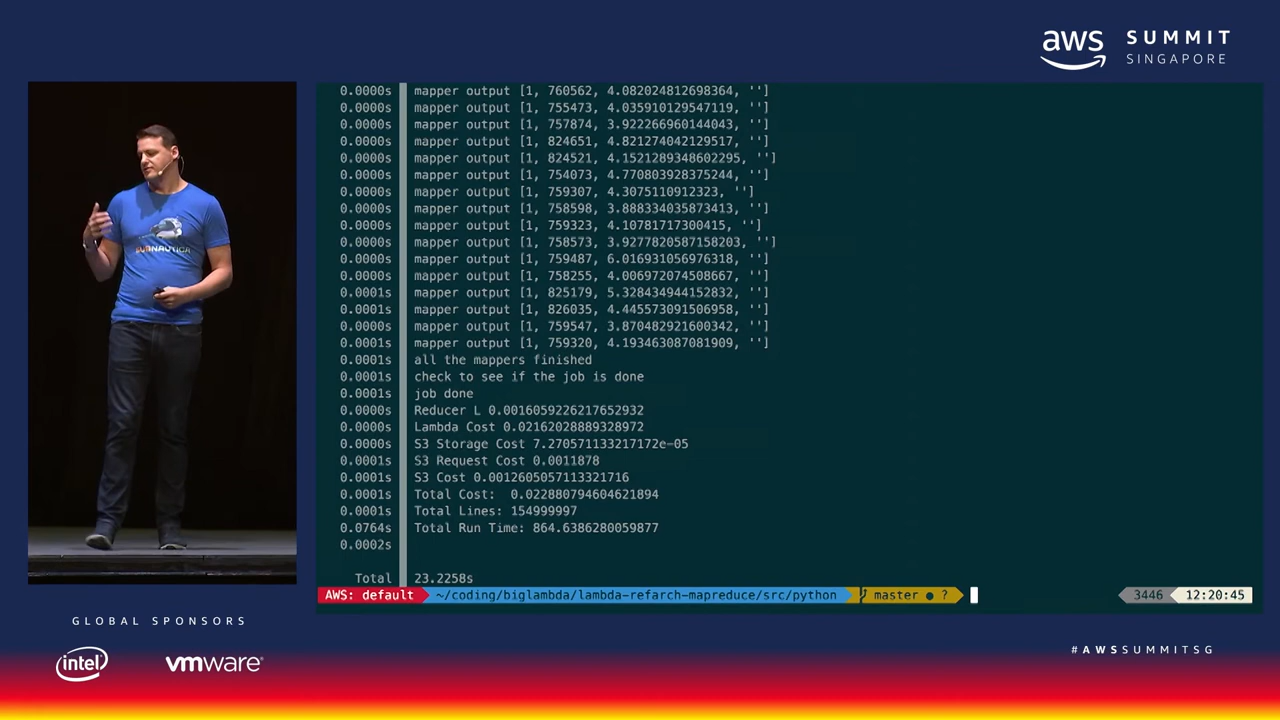 aws SUMMIT
SINGAPORE
SUBNAUTICA
0.0000s mapper output [1, 760562, 4.082024812698364, '']
0.0000s mapper output [1, 755473, 4.035910129547119, '']
0.0000s mapper output [1, 757874, 3.922266960144043, '']
0.0000s mapper output [1, 824651, 4.821274042129517, '']
0.0000s mapper output [1, 824521, 4.1521289348602295, '']
0.0000s mapper output [1, 754073, 4.770803928375244, '']
0.0000s mapper output [1, 759307, 4.3075110912323, '']
0.0000s mapper output [1, 758598, 3.888334035873413, '']
0.0000s mapper output [1, 759323, 4.10781717300415, '']
0.0000s mapper output [1, 758573, 3.9277820587158203, '']
0.0000s mapper output [1, 759487, 6.016931056976318, '']
0.0000s mapper output [1, 758255, 4.006972074508667, '']
0.0001s mapper output [1, 825179, 5.328434944152832, '']
0.0001s mapper output [1, 826035, 4.445573091506958, '']
0.0001s mapper output [1, 759547, 3.870482921600342, '']
0.0001s mapper output [1, 759320, 4.193463087081909, '']
0.0001s all the mappers finished
0.0001s check to see if the job is done
0.0001s job done
0.0000s Reducer L 0.0016059226217652932
0.0000s Lambda Cost 0.02162028889328972
0.0000s S3 Storage Cost 7.270571133217172e-05
0.0001s S3 Request Cost 0.0011878
0.0001s S3 Cost 0.0012605057113321716
0.0001s Total Cost:  0.022880794604621894
0.0001s Total Lines: 154999997
0.0764s Total Run Time: 864.6386280059877
0.0002s
Total 23.2258s
AWS: default ~/coding/biglambda/lambda-refarch-mapreduce/src/python master ● ? 3446 12:20:45
GLOBAL SPONSORS
intel vmware®
#AWSSUMMITSG